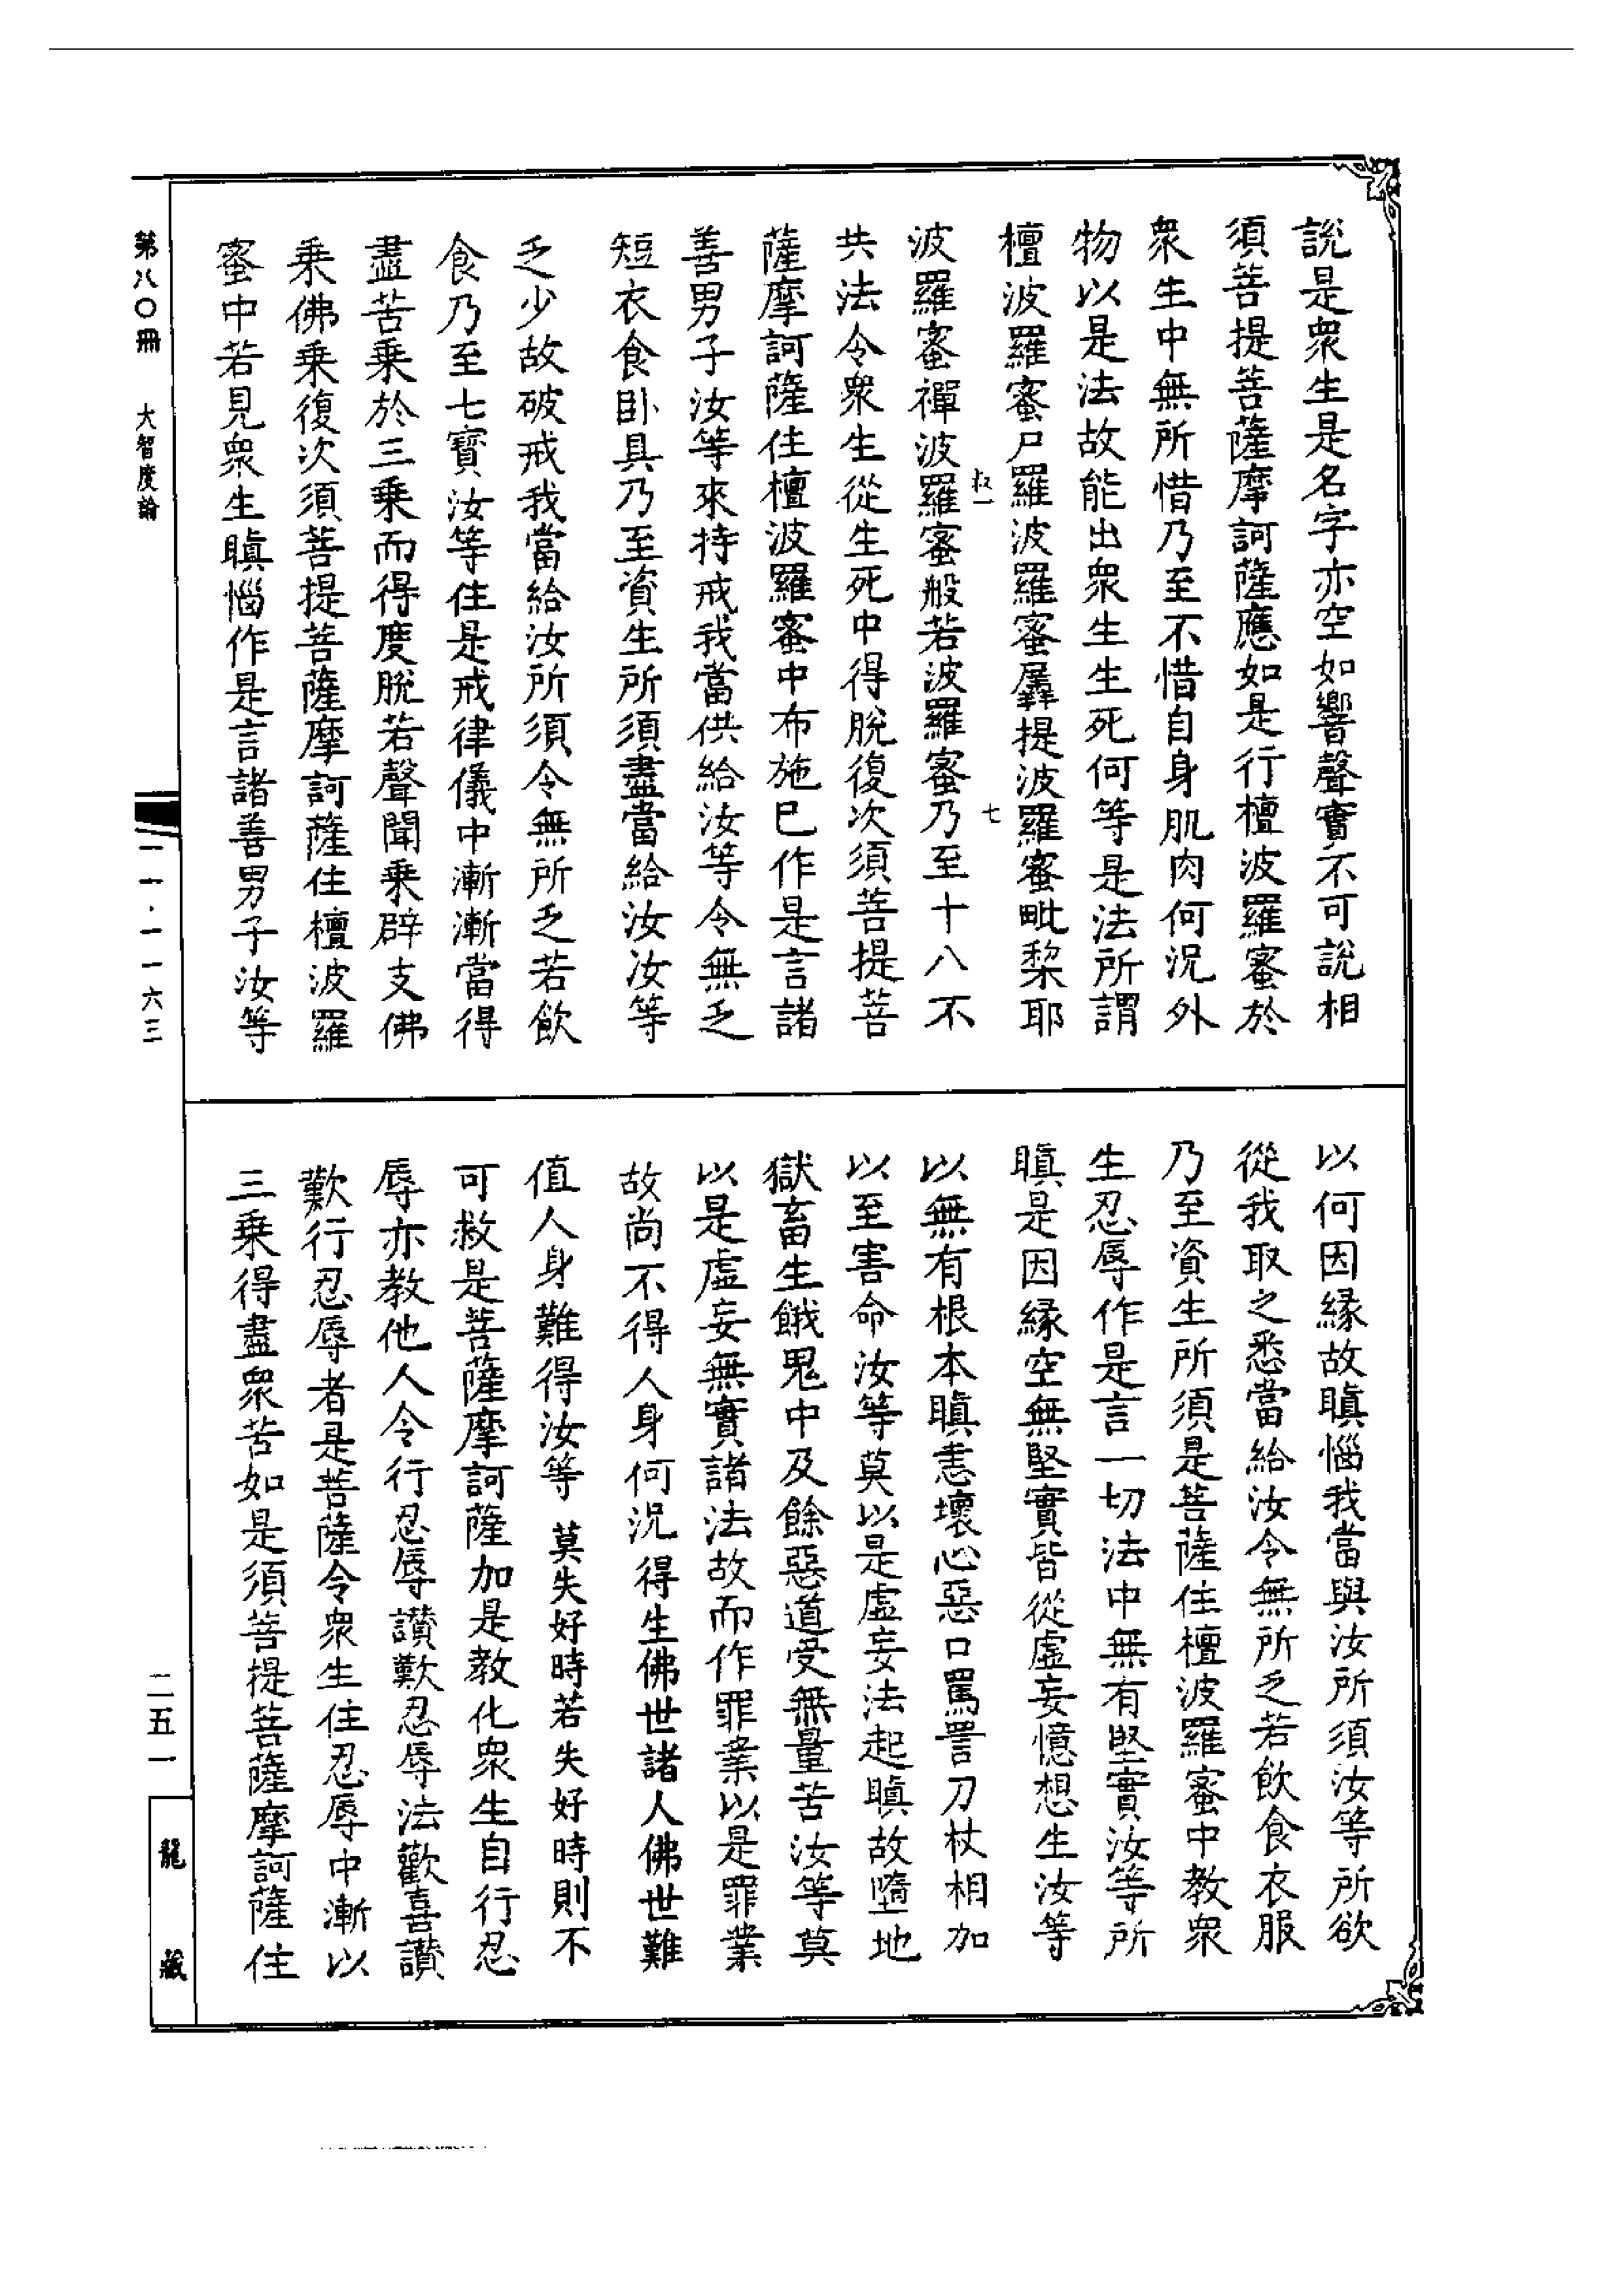 說是衆生是名字亦空如響聲實不可說相
須菩提菩薩摩訶薩應如是行檀波羅蜜於
衆生中無所惜乃至不惜自身肌肉何況外
物以是法故能出衆生生死何等是法所謂
檀波羅蜜尸羅波羅蜜羼提波羅蜜毗棃耶
叔一
七
波羅蜜禪波羅蜜般若波羅蜜乃至十八不
共法令衆生從生死中得脫復次須菩提菩
薩摩訶薩住檀波羅蜜中布施巳作是言諸
善男子汝等來持戒我當供給汝等令無乏
短衣食卧具乃至資生所須盡當給汝汝等
乏少故破戒我當給汝所須令無所乏若飲
食乃至七寶汝等住是戒律儀中漸漸當得
盡苦乗於三乗而得度脫若聲聞乗辟支佛
乗佛乗復次須菩提菩薩摩訶薩住檀波羅
蜜中若見衆生瞋惱作是言諸善男子汝等
以何因緣故瞋惱我當與汝所須汝等所欲
從我取之悉當給汝令無所乏若飲食衣服
乃至資生所須是菩薩住檀波羅蜜中教衆
生忍辱作是言一切法中無有堅實汝等所
瞋是因緣空無堅實皆從虛妄憶想生汝等
以無有根本瞋恚壞心惡口罵詈刀杖相加
以至害命汝等莫以是虛妄法起瞋故墮地
獄畜生餓鬼中及餘惡道受無量苦汝等莫
以是虛妄無實諸法故而作罪業以是罪業
故尚不得人身何況得生佛世諸人佛世難
值人身難得汝等莫失好時若失好時則不
可救是菩薩摩訶薩加是教化衆生自行忍
辱亦教他人令行忍辱讚歎忍辱法歡喜讚
歎行忍辱者是菩薩令衆生住忍辱中漸以
三乗得盡衆苦如是須菩提菩薩摩訶薩住
第八〇冊 大智度論
一一·一一六三
二五一
龍藏